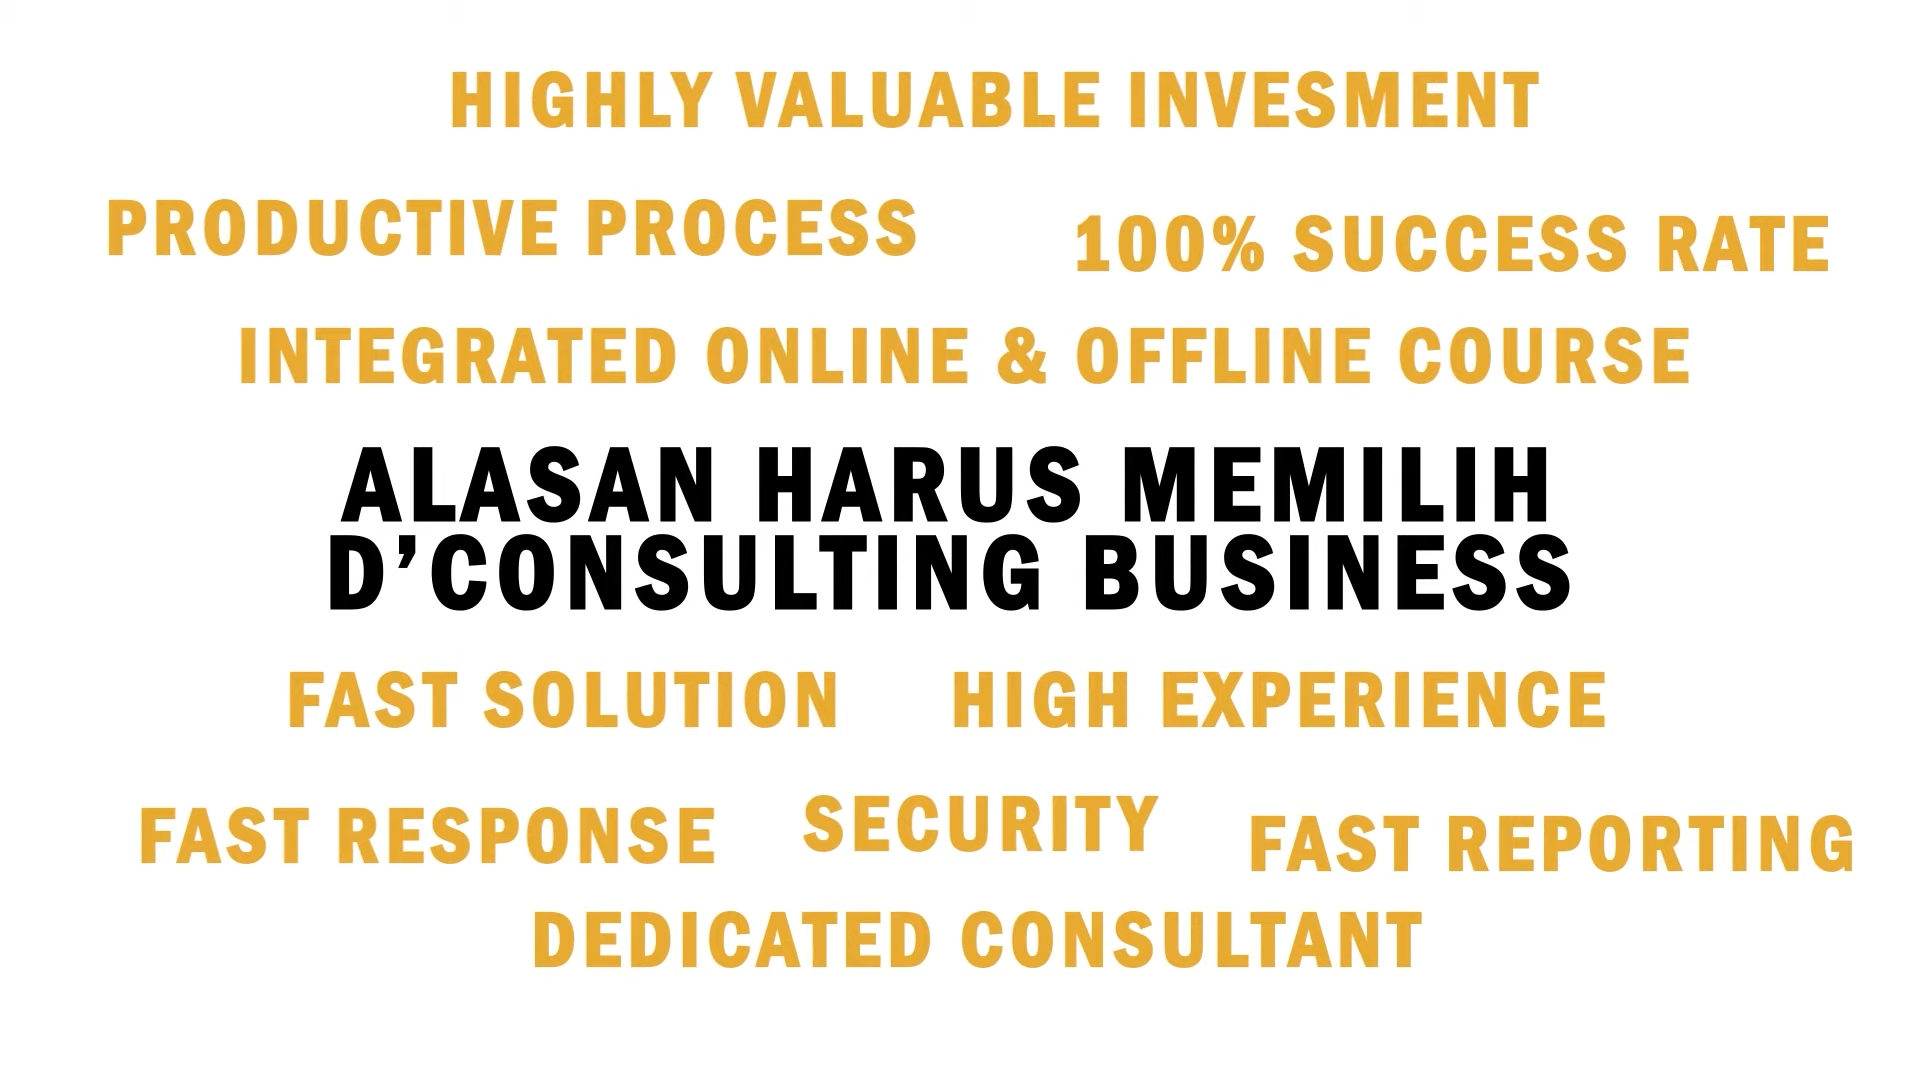 HIGHLY VALUABLE INVESMENT
PRODUCTIVE PROCESS
100% SUCCESS RATE
INTEGRATED ONLINE & OFFLINE COURSE
ALASAN HARUS MEMILIH
D’CONSULTING BUSINESS
FAST SOLUTION
HIGH EXPERIENCE
FAST RESPONSE
SECURITY
FAST REPORTING
DEDICATED CONSULTANT